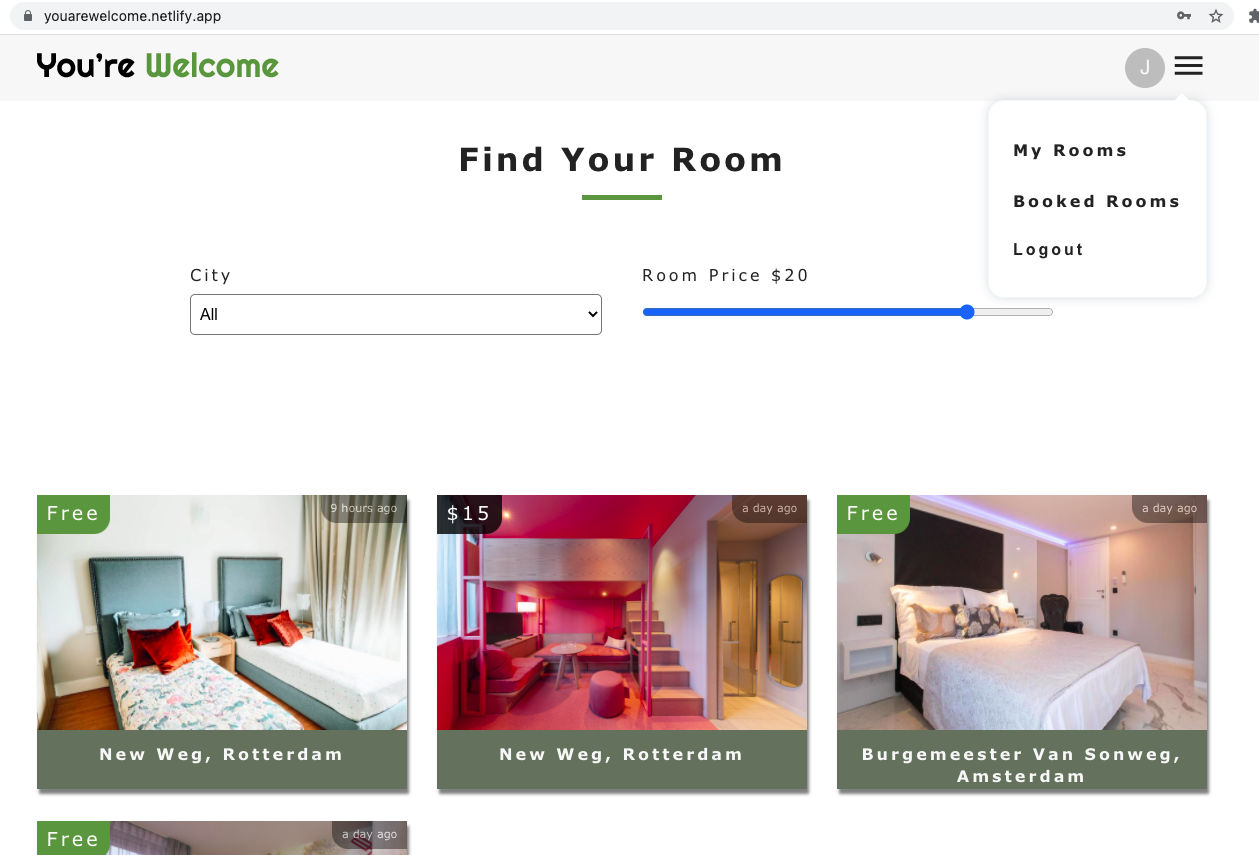 youarewelcome.netlify.app
You're Welcome
J
My Rooms
Booked Rooms
Logout
Find Your Room
City
All
Room Price $20
Free
9 hours ago
New Weg, Rotterdam
$15
a day ago
New Weg, Rotterdam
Free
a day ago
Burgemeester Van Sonweg,
Amsterdam
Free
a day ago